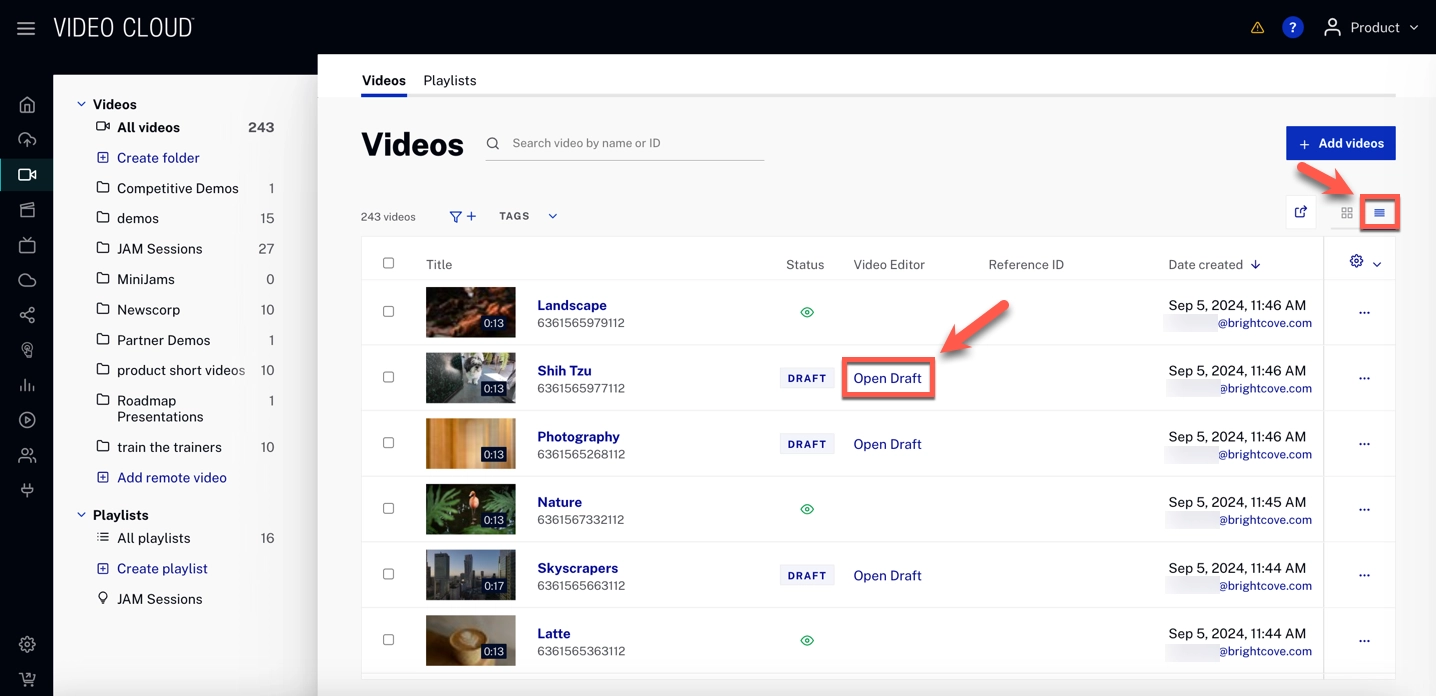 VIDEO CLOUD
?
Product
Videos
All videos 243
Create folder
Competitive Demos 1
demos 15
JAM Sessions 27
MiniJams 0
Newscorp 10
Partner Demos 1
product short videos 10
Roadmap 1
Presentations
train the trainers 10
Add remote video
Playlists
All playlists 16
Create playlist
JAM Sessions
Videos Playlists
Videos
Search video by name or ID
+ Add videos
243 videos
TAGS
Title Status Video Editor Reference ID Date created
0:13
Landscape
6361565979112
Sep 5, 2024, 11:46 AM
@brightcove.com
0:13
Shih Tzu
6361565977112
DRAFT
Open Draft
Sep 5, 2024, 11:46 AM
@brightcove.com
0:13
Photography
6361565268112
DRAFT
Open Draft
Sep 5, 2024, 11:46 AM
@brightcove.com
0:13
Nature
6361567332112
Sep 5, 2024, 11:45 AM
@brightcove.com
0:17
Skyscrapers
6361565663112
DRAFT
Open Draft
Sep 5, 2024, 11:44 AM
@brightcove.com
0:13
Latte
6361565363112
Sep 5, 2024, 11:44 AM
@brightcove.com